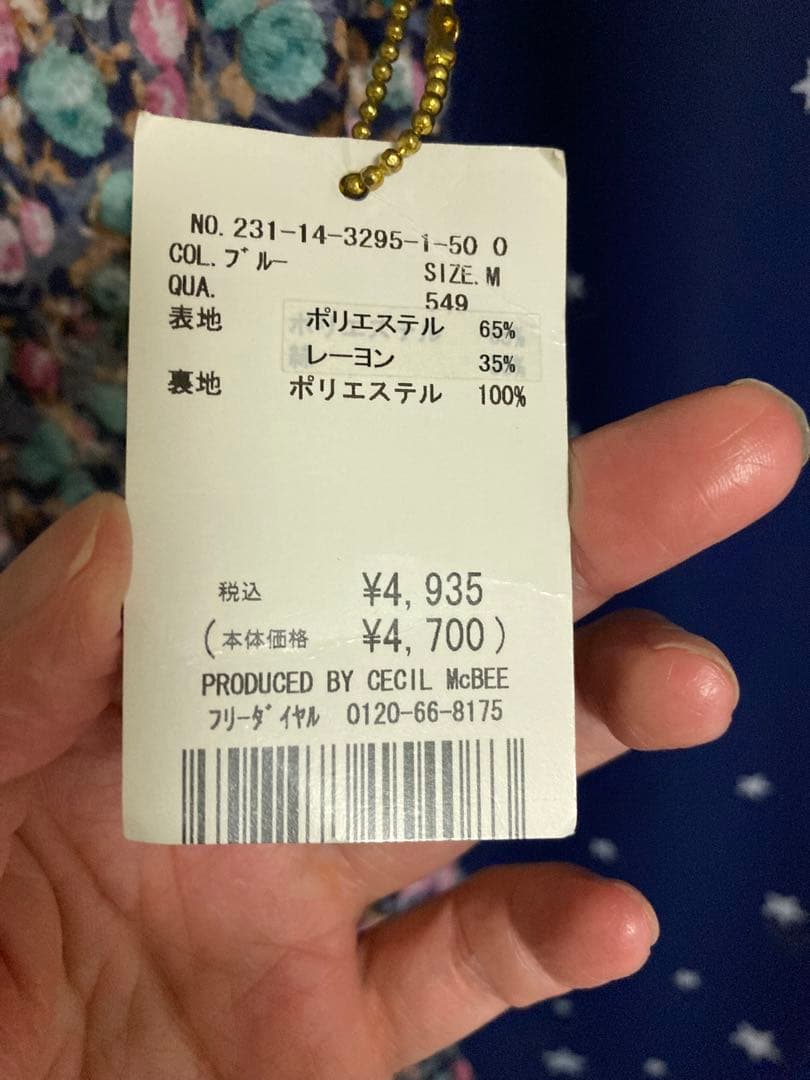 NO. 231-14-3295-1-50 0
COL. ブルー SIZE. M
QUA. 549
表地 ポリエステル 65%
レーヨン 35%
裏地 ポリエステル 100%
税込 ¥4,935
(本体価格 ¥4,700)
PRODUCED BY CECIL McBEE
フリーダイヤル 0120-66-8175